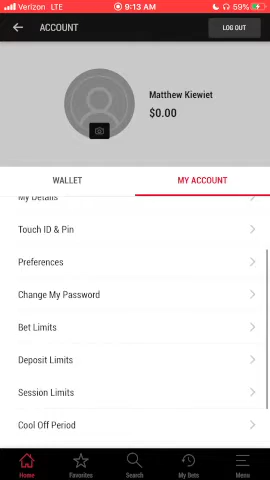 Verizon LTE 9:13 AM 59%
ACCOUNT LOG OUT
Matthew Kiewiet
$0.00
WALLET MY ACCOUNT
My Details
Touch ID & Pin
Preferences
Change My Password
Bet Limits
Deposit Limits
Session Limits
Cool Off Period
Home Favorites Search My Bets Menu